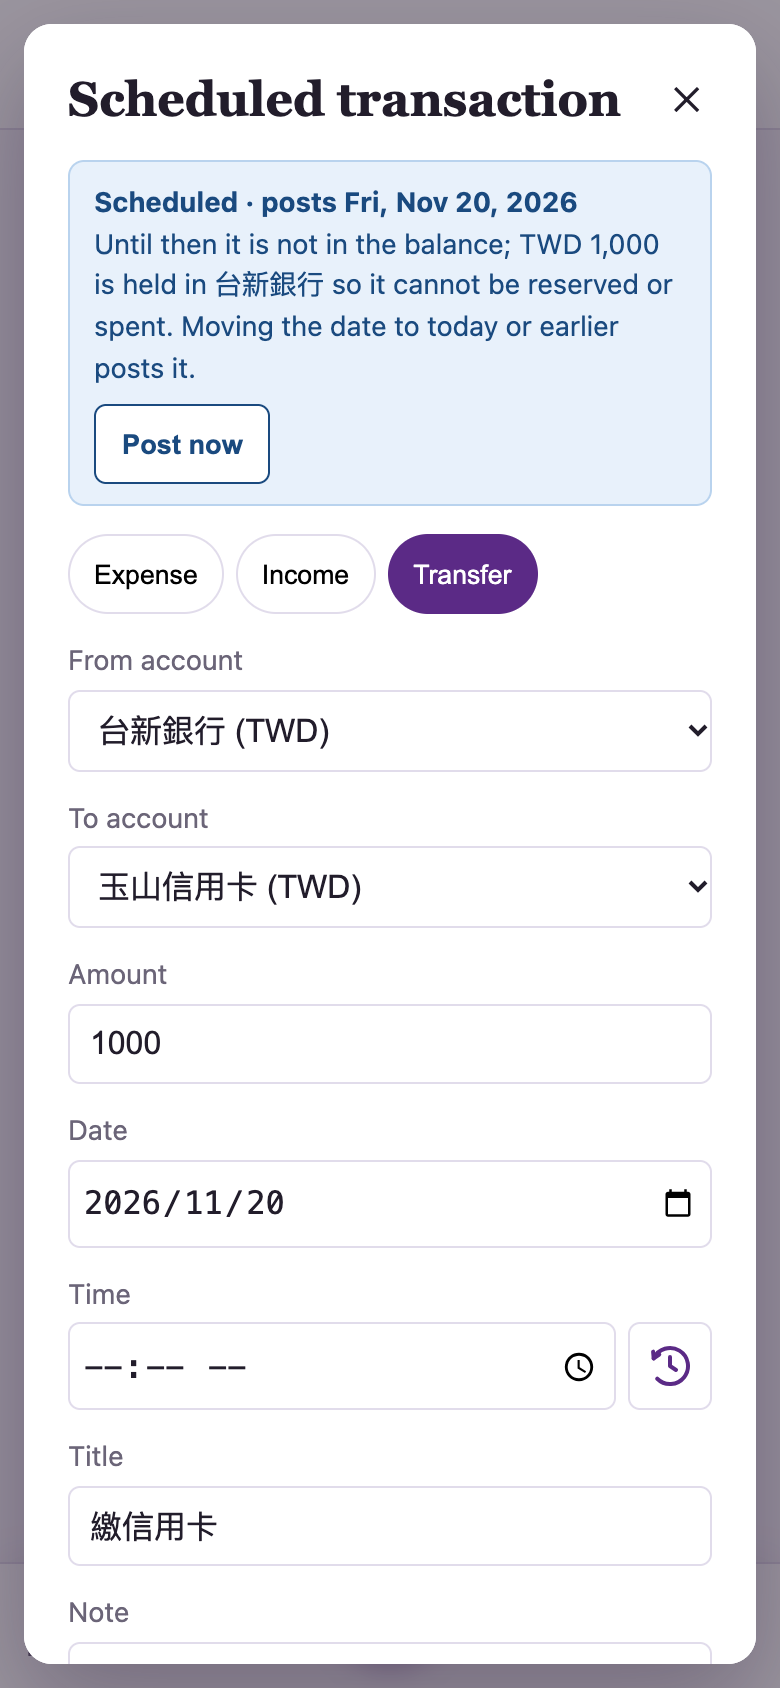 Scheduled transaction
Scheduled · posts Fri, Nov 20, 2026
Until then it is not in the balance; TWD 1,000
is held in 台新銀行 so it cannot be reserved or
spent. Moving the date to today or earlier
posts it.
Post now
Expense Income Transfer
From account
台新銀行 (TWD)
To account
玉山信用卡 (TWD)
Amount
1000
Date
2026/11/20
Time
--:-- --
Title
繳信用卡
Note